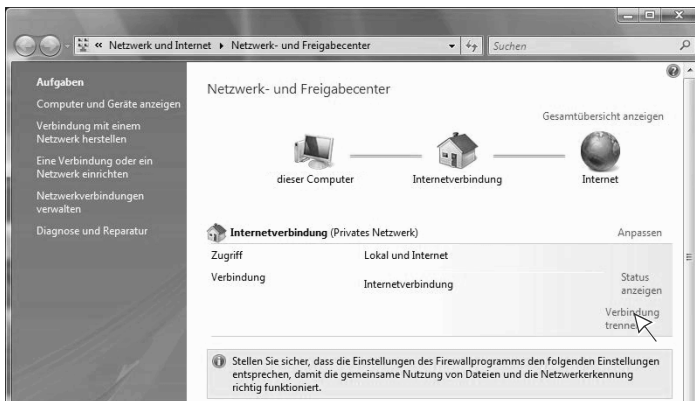 « Netzwerk und Internet ▸ Netzwerk- und Freigabecenter
Suchen
Aufgaben
Computer und Geräte anzeigen
Verbindung mit einem
Netzwerk herstellen
Eine Verbindung oder ein
Netzwerk einrichten
Netzwerkverbindungen
verwalten
Diagnose und Reparatur
Netzwerk- und Freigabecenter
Gesamtübersicht anzeigen
dieser Computer Internetverbindung Internet
Internetverbindung (Privates Netzwerk) Anpassen
Zugriff Lokal und Internet
Verbindung Internetverbindung Status
anzeigen
Verbindung
trennen
Stellen Sie sicher, dass die Einstellungen des Firewallprogramms den folgenden Einstellungen
entsprechen, damit die gemeinsame Nutzung von Dateien und die Netzwerkerkennung
richtig funktioniert.